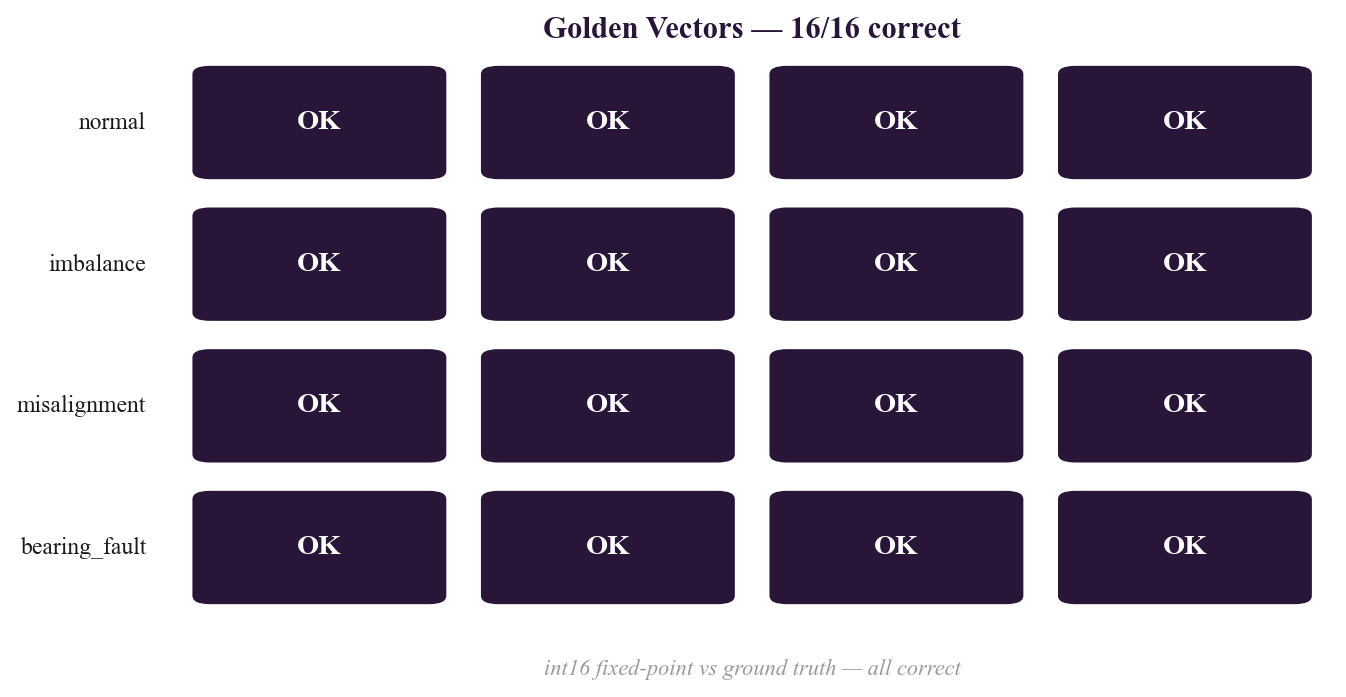 Golden Vectors — 16/16 correct
normal OK OK OK OK
imbalance OK OK OK OK
misalignment OK OK OK OK
bearing_fault OK OK OK OK
int16 fixed-point vs ground truth — all correct